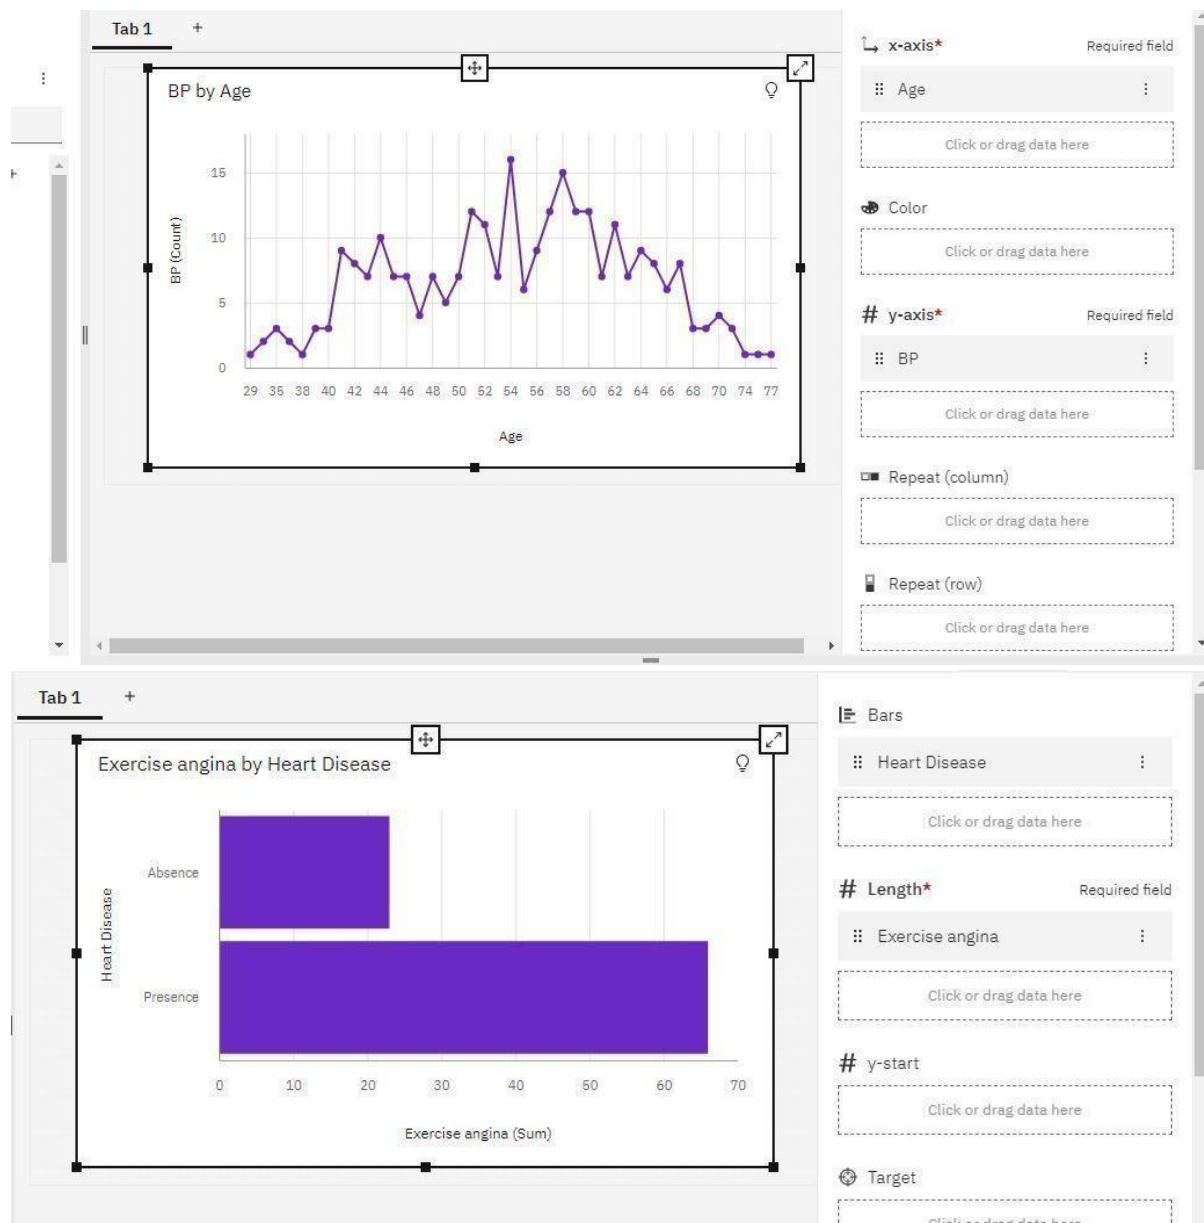 Tab 1 +
BP by Age
BP (Count)
15
10
5
0
29 35 38 40 42 44 46 48 50 52 54 56 58 60 62 64 66 68 70 74 77
Age
x-axis* Required field
Age
Click or drag data here
Color
Click or drag data here
# y-axis* Required field
BP
Click or drag data here
Repeat (column)
Click or drag data here
Repeat (row)
Click or drag data here
Tab 1 +
Exercise angina by Heart Disease
Heart Disease
Absence
Presence
0 10 20 30 40 50 60 70
Exercise angina (Sum)
Bars
Heart Disease
Click or drag data here
# Length* Required field
Exercise angina
Click or drag data here
# y-start
Click or drag data here
Target
Click or drag data here